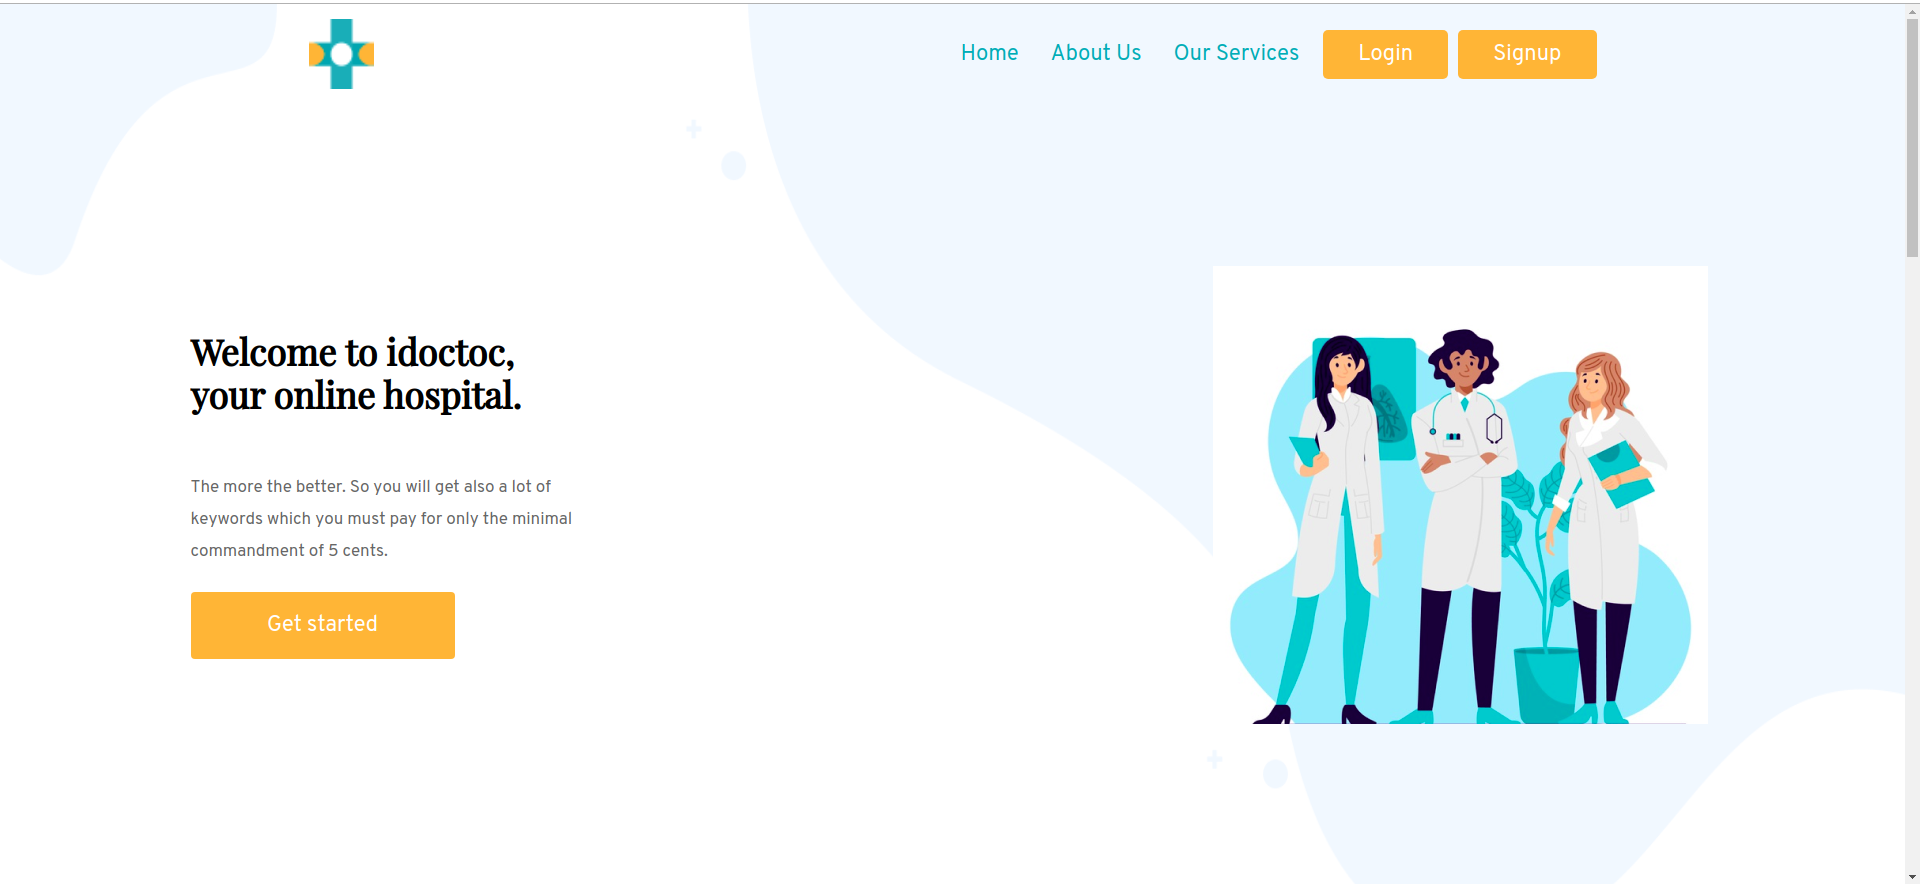 Home About Us Our Services Login Signup
Welcome to idoctoc,
your online hospital.
The more the better. So you will get also a lot of
keywords which you must pay for only the minimal
commandment of 5 cents.
Get started